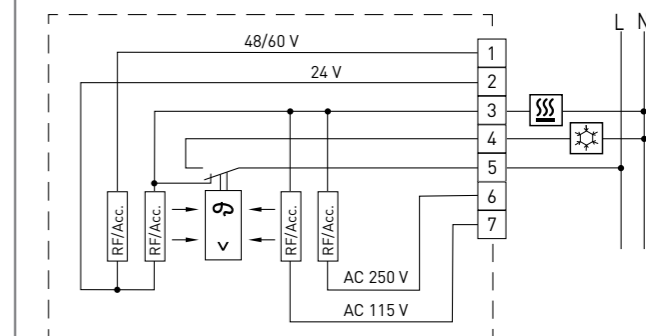 L N
48/60 V
1
24 V
2
3
4
5
6
7
RF/Acc.
RF/Acc.
ϑ
<
RF/Acc.
RF/Acc.
AC 250 V
AC 115 V